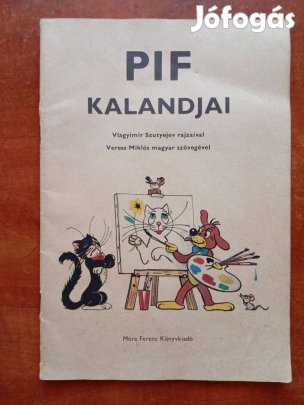 Jófogás
PIF
KALANDJAI
Vlagyimir Szutyejev rajzaival
Veress Miklós magyar szövegével
Móra Ferenc Könyvkiadó